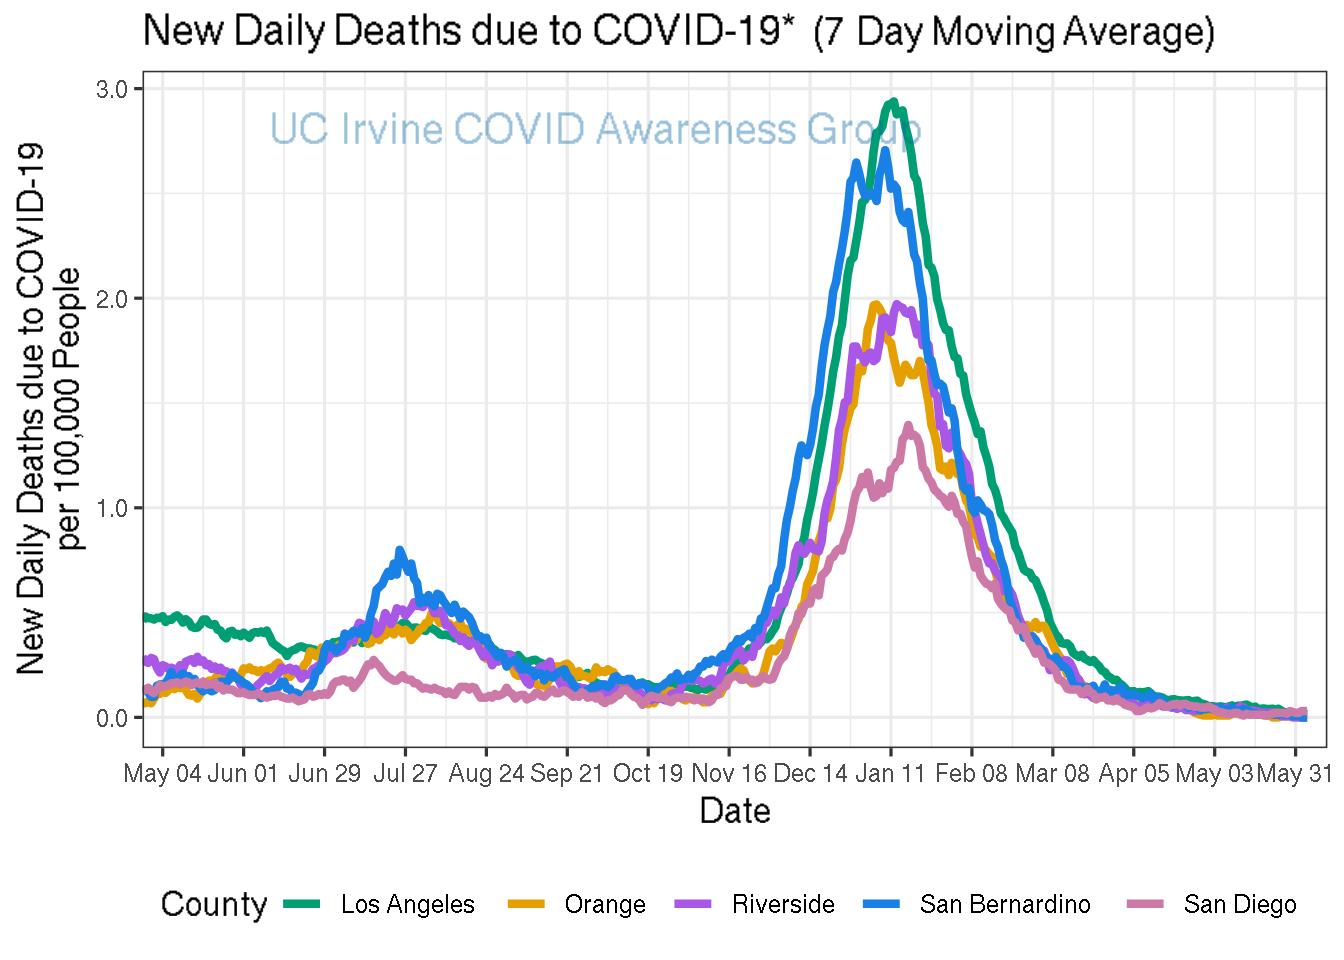 New Daily Deaths due to COVID-19* (7 Day Moving Average)
UC Irvine COVID Awareness Group
New Daily Deaths due to COVID-19
per 100,000 People
3.0
2.0
1.0
0.0
May 04 Jun 01 Jun 29 Jul 27 Aug 24 Sep 21 Oct 19 Nov 16 Dec 14 Jan 11 Feb 08 Mar 08 Apr 05 May 03 May 31
Date
County Los Angeles Orange Riverside San Bernardino San Diego